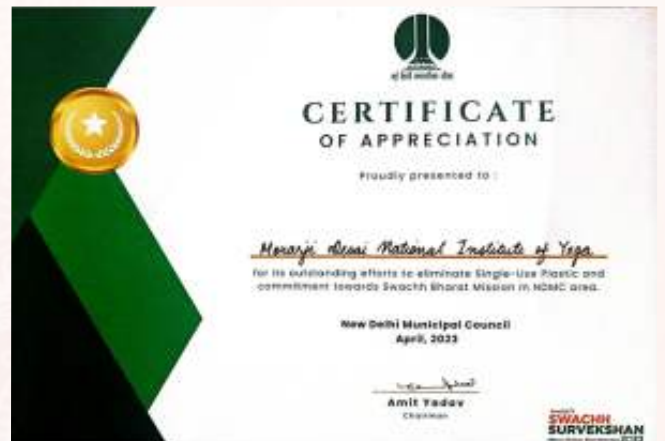 CERTIFICATE
OF APPRECIATION
Proudly presented to :
Morarji Desai National Institute of Yoga
for its outstanding efforts to eliminate Single-Use Plastic and
commitment towards Swachh Bharat Mission in NDMC area.
New Delhi Municipal Council
April, 2023
Amit Yadav
Chairman
SWACHH
SURVEKSHAN